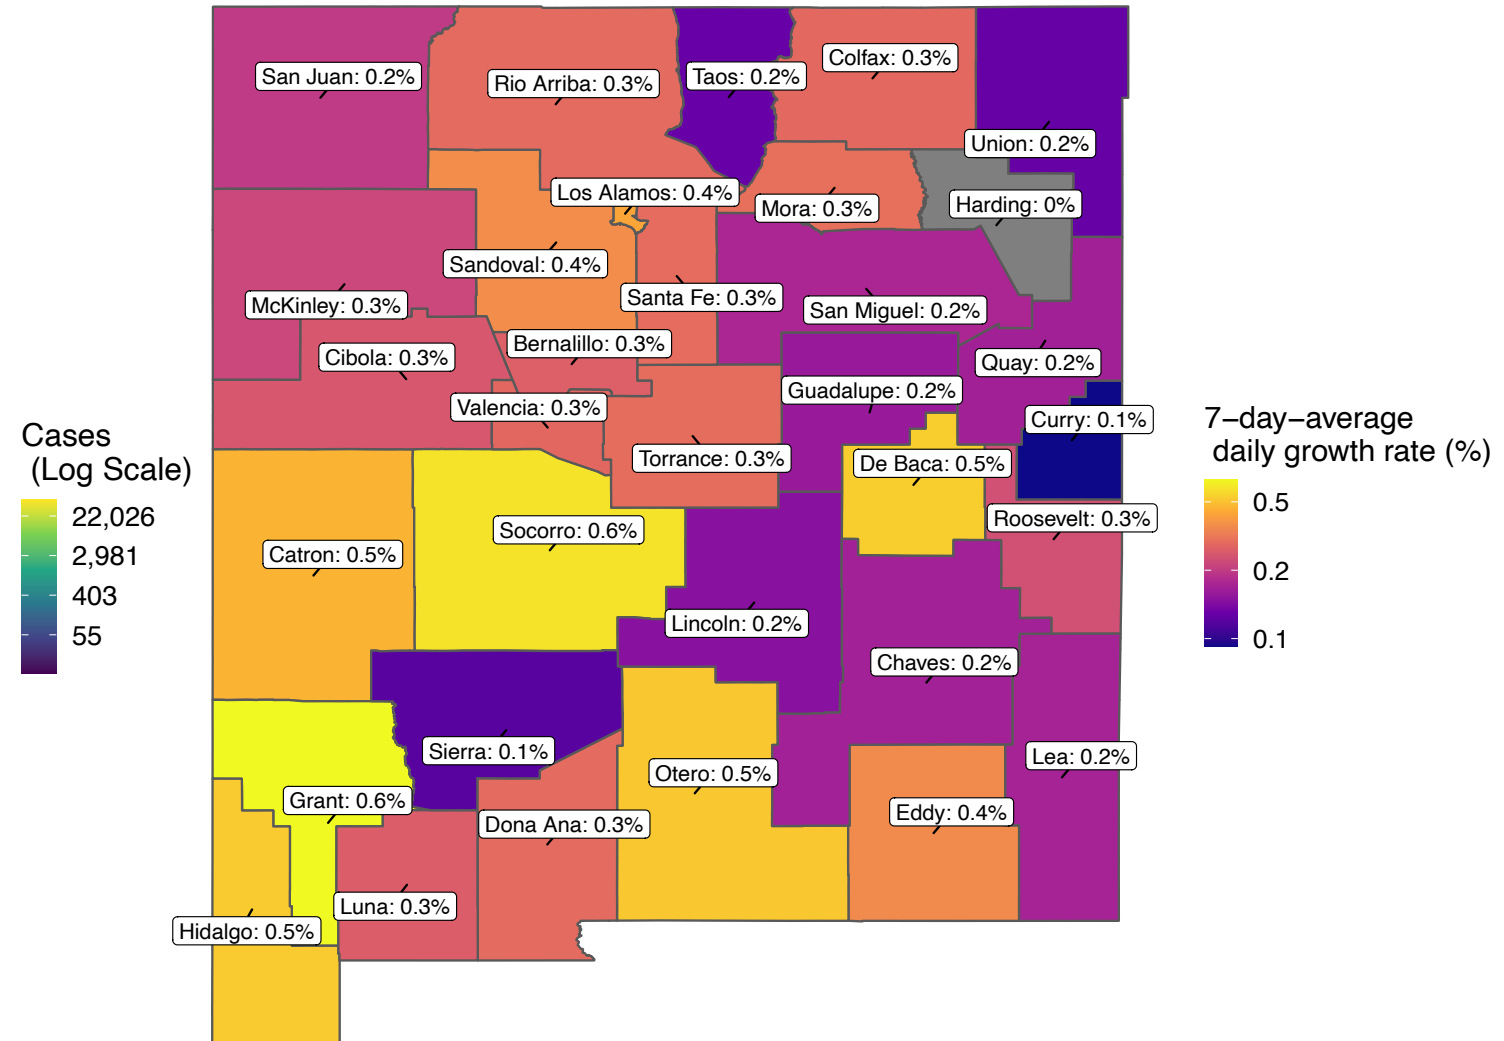 San Juan: 0.2%
Rio Arriba: 0.3%
Taos: 0.2%
Colfax: 0.3%
Union: 0.2%
Los Alamos: 0.4%
Mora: 0.3%
Harding: 0%
Sandoval: 0.4%
McKinley: 0.3%
Santa Fe: 0.3%
San Miguel: 0.2%
Cibola: 0.3%
Bernalillo: 0.3%
Quay: 0.2%
Guadalupe: 0.2%
Valencia: 0.3%
Curry: 0.1%
Torrance: 0.3%
De Baca: 0.5%
Roosevelt: 0.3%
Socorro: 0.6%
Catron: 0.5%
Lincoln: 0.2%
Chaves: 0.2%
Sierra: 0.1%
Otero: 0.5%
Lea: 0.2%
Grant: 0.6%
Dona Ana: 0.3%
Eddy: 0.4%
Luna: 0.3%
Hidalgo: 0.5%
Cases
(Log Scale)
22,026
2,981
403
55
7−day−average
daily growth rate (%)
0.5
0.2
0.1